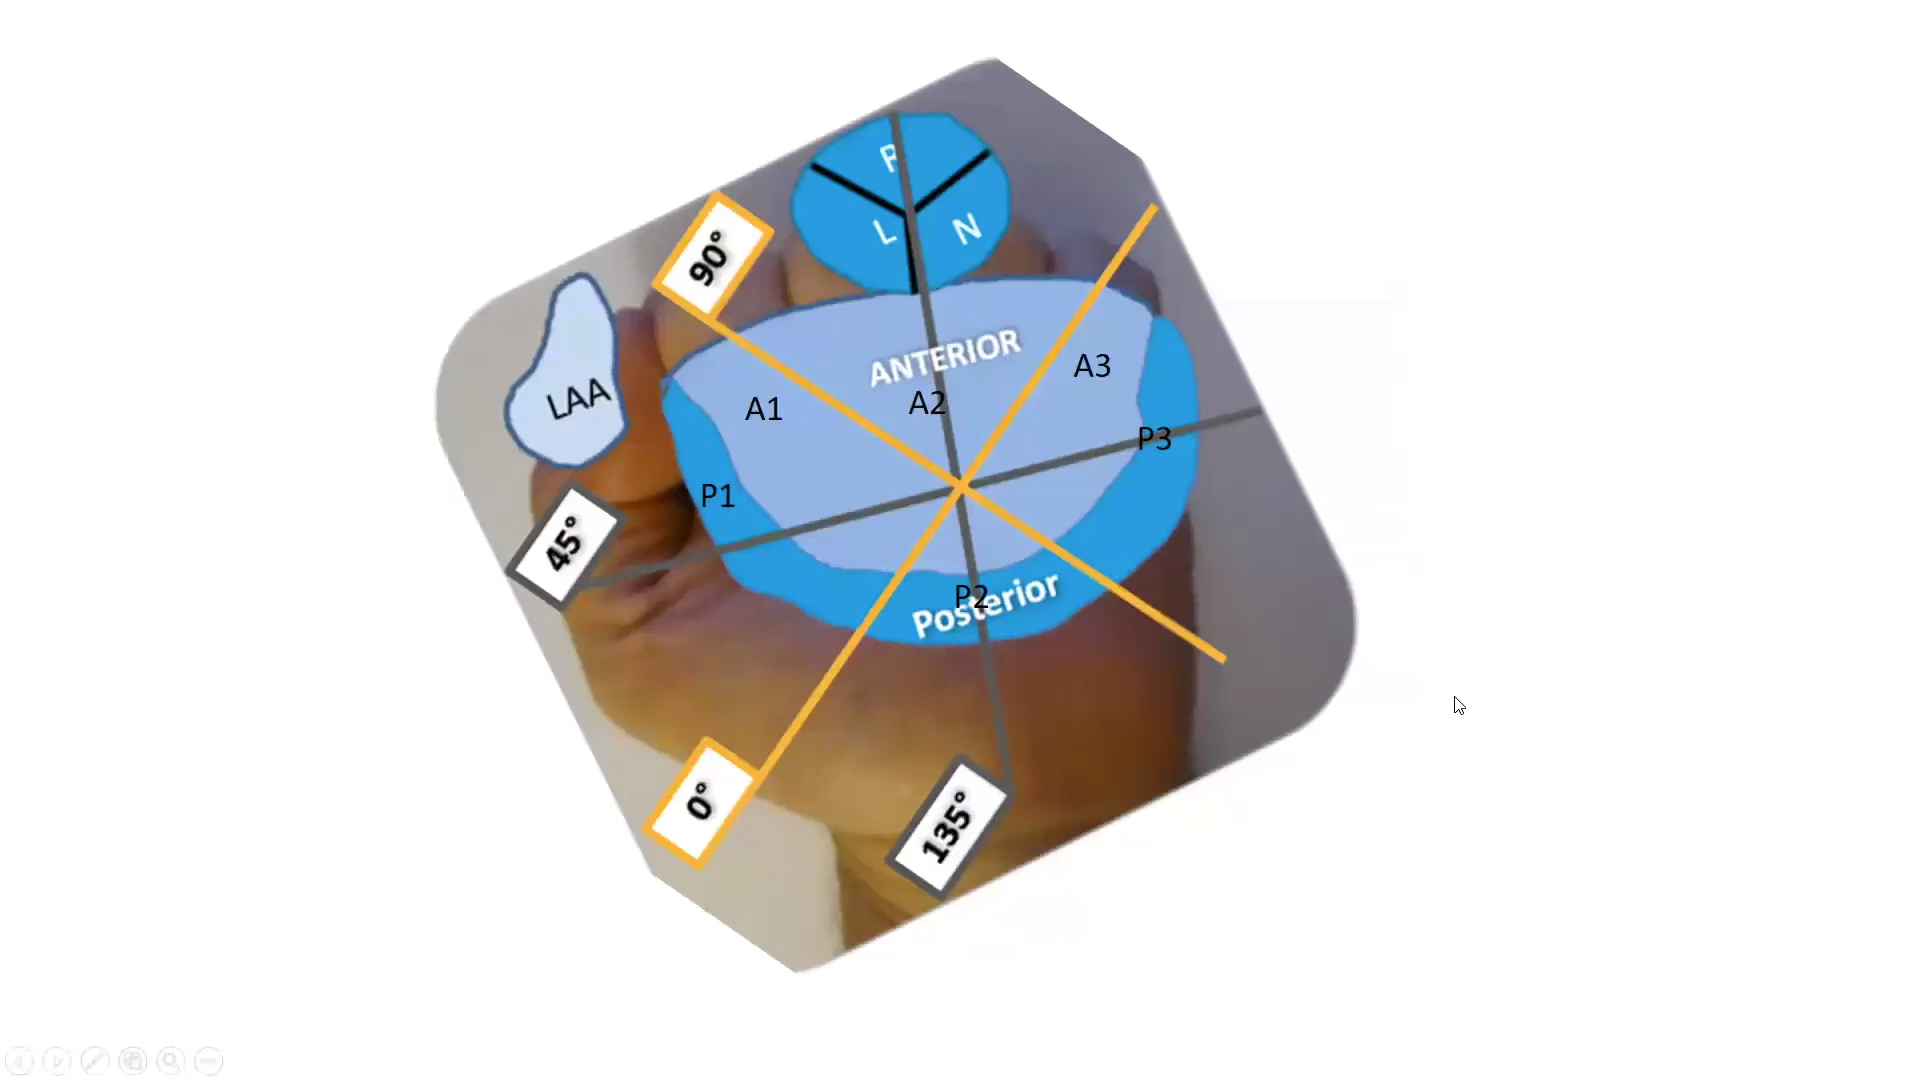 R
L
N
90°
ANTERIOR
A3
LAA
A1
A2
P3
P1
45°
P2
Posterior
0°
135°